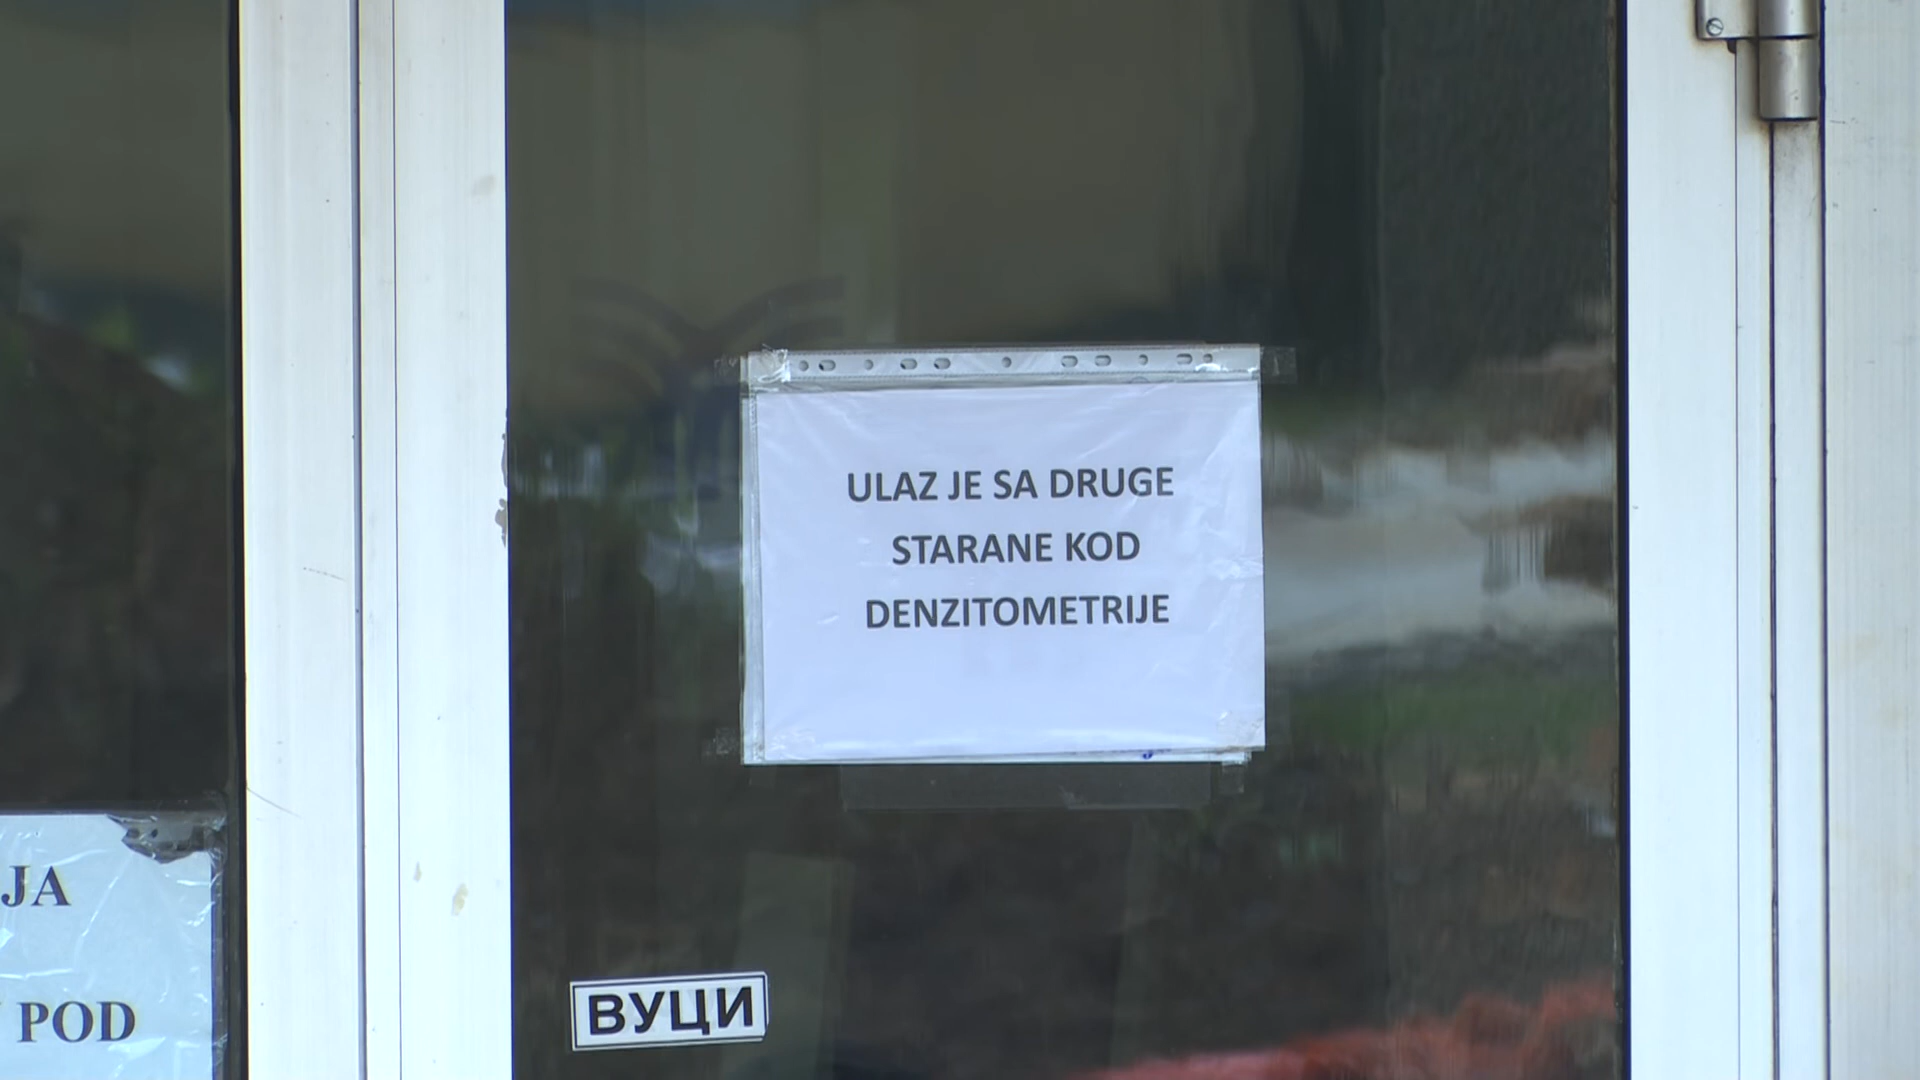 ULAZ JE SA DRUGE
STARANE KOD
DENZITOMETRIJE
JA
POD
ВУЦИ